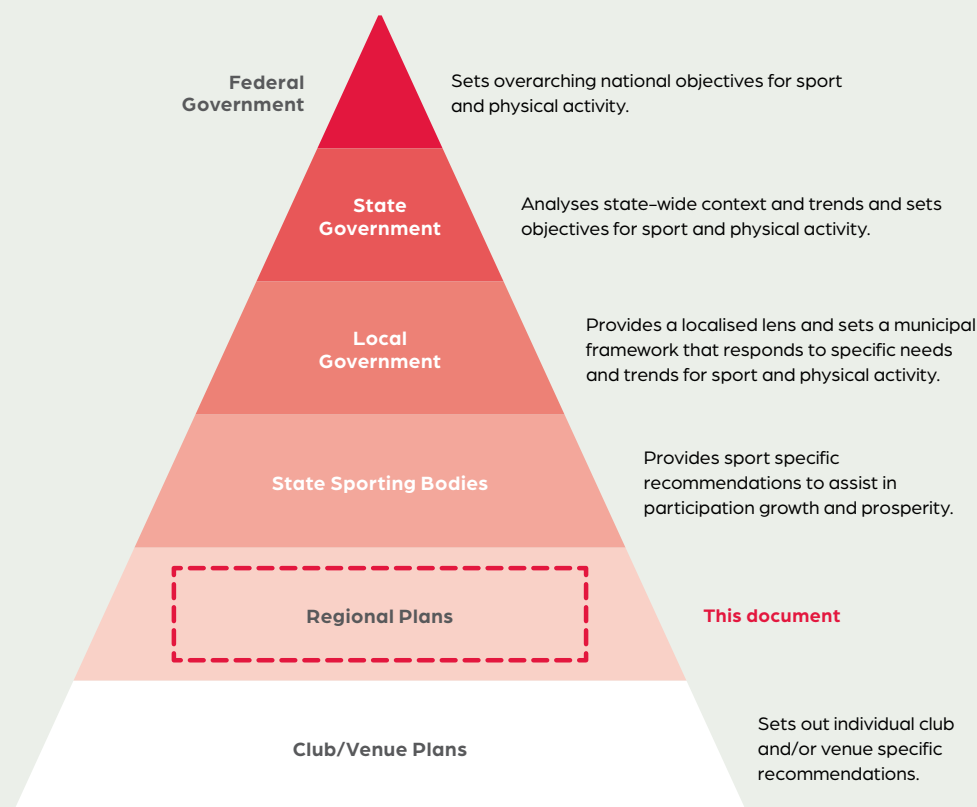 Federal
Government
Sets overarching national objectives for sport
and physical activity.
State
Government
Analyses state-wide context and trends and sets
objectives for sport and physical activity.
Local
Government
Provides a localised lens and sets a municipal
framework that responds to specific needs
and trends for sport and physical activity.
State Sporting Bodies
Provides sport specific
recommendations to assist in
participation growth and prosperity.
Regional Plans
This document
Club/Venue Plans
Sets out individual club
and/or venue specific
recommendations.